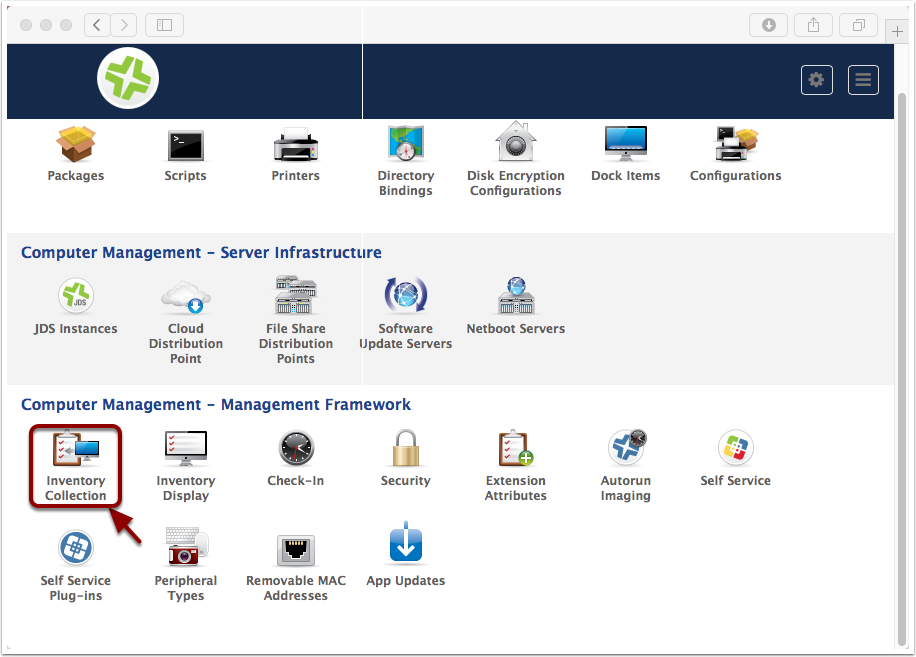 Packages
Scripts
Printers
Directory
Bindings
Disk Encryption
Configurations
Dock Items
Configurations
Computer Management – Server Infrastructure
JDS
JDS Instances
Cloud
Distribution
Point
File Share
Distribution
Points
Software
Update Servers
Netboot Servers
Computer Management – Management Framework
Inventory
Collection
Inventory
Display
Check-In
Security
Extension
Attributes
Autorun
Imaging
Self Service
Self Service
Plug-ins
Peripheral
Types
Removable MAC
Addresses
App Updates